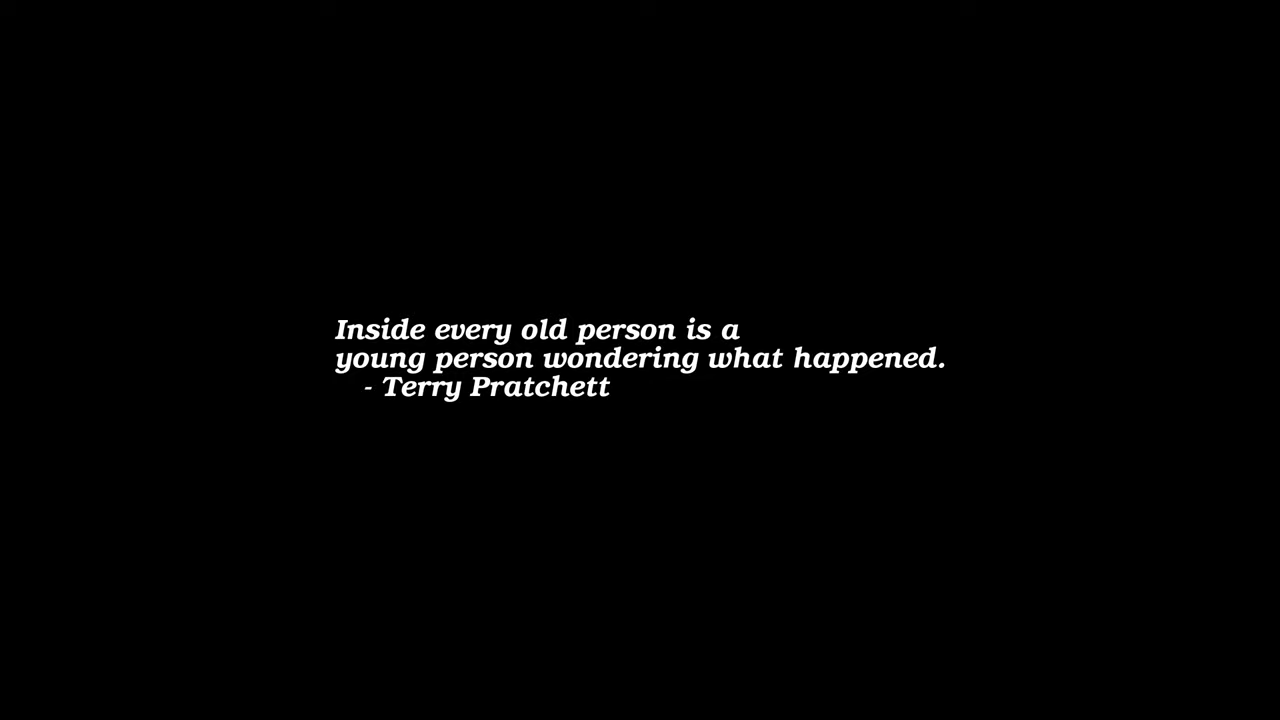 Inside every old person is a
young person wondering what happened.
- Terry Pratchett